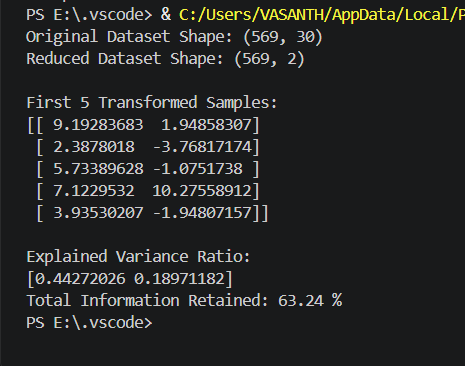 PS E:\.vscode> & C:/Users/VASANTH/AppData/Local/P
Original Dataset Shape: (569, 30)
Reduced Dataset Shape: (569, 2)
First 5 Transformed Samples:
[[ 9.19283683  1.94858307]
 [ 2.3878018  -3.76817174]
 [ 5.73389628 -1.0751738 ]
 [ 7.1229532  10.27558912]
 [ 3.93530207 -1.94807157]]
Explained Variance Ratio:
[0.44272026 0.18971182]
Total Information Retained: 63.24 %
PS E:\.vscode>